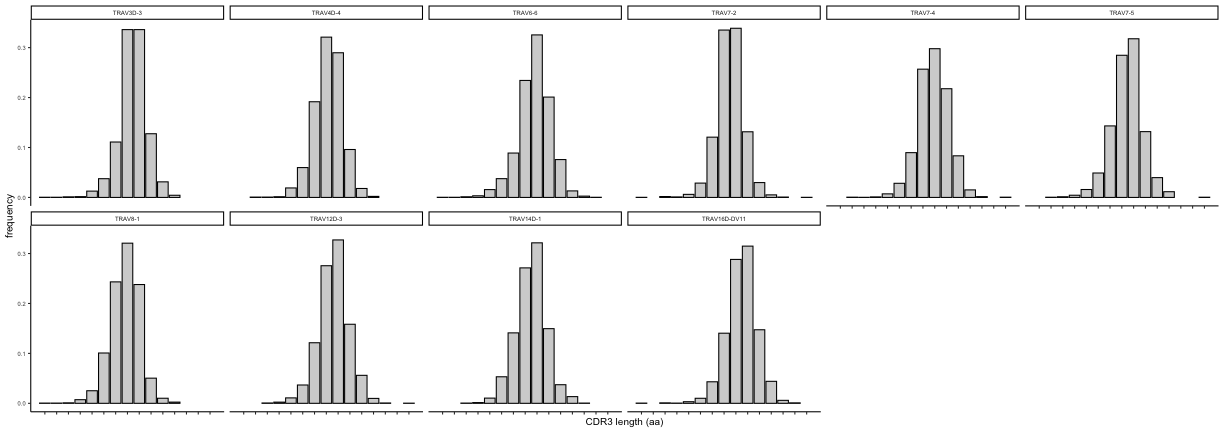 TRAV3D-3 TRAV4D-4 TRAV6-6 TRAV7-2 TRAV7-4 TRAV7-5
0.3
0.2
0.1
0.0
frequency
TRAV8-1 TRAV12D-3 TRAV14D-1 TRAV16D-DV11
0.3
0.2
0.1
0.0
CDR3 length (aa)